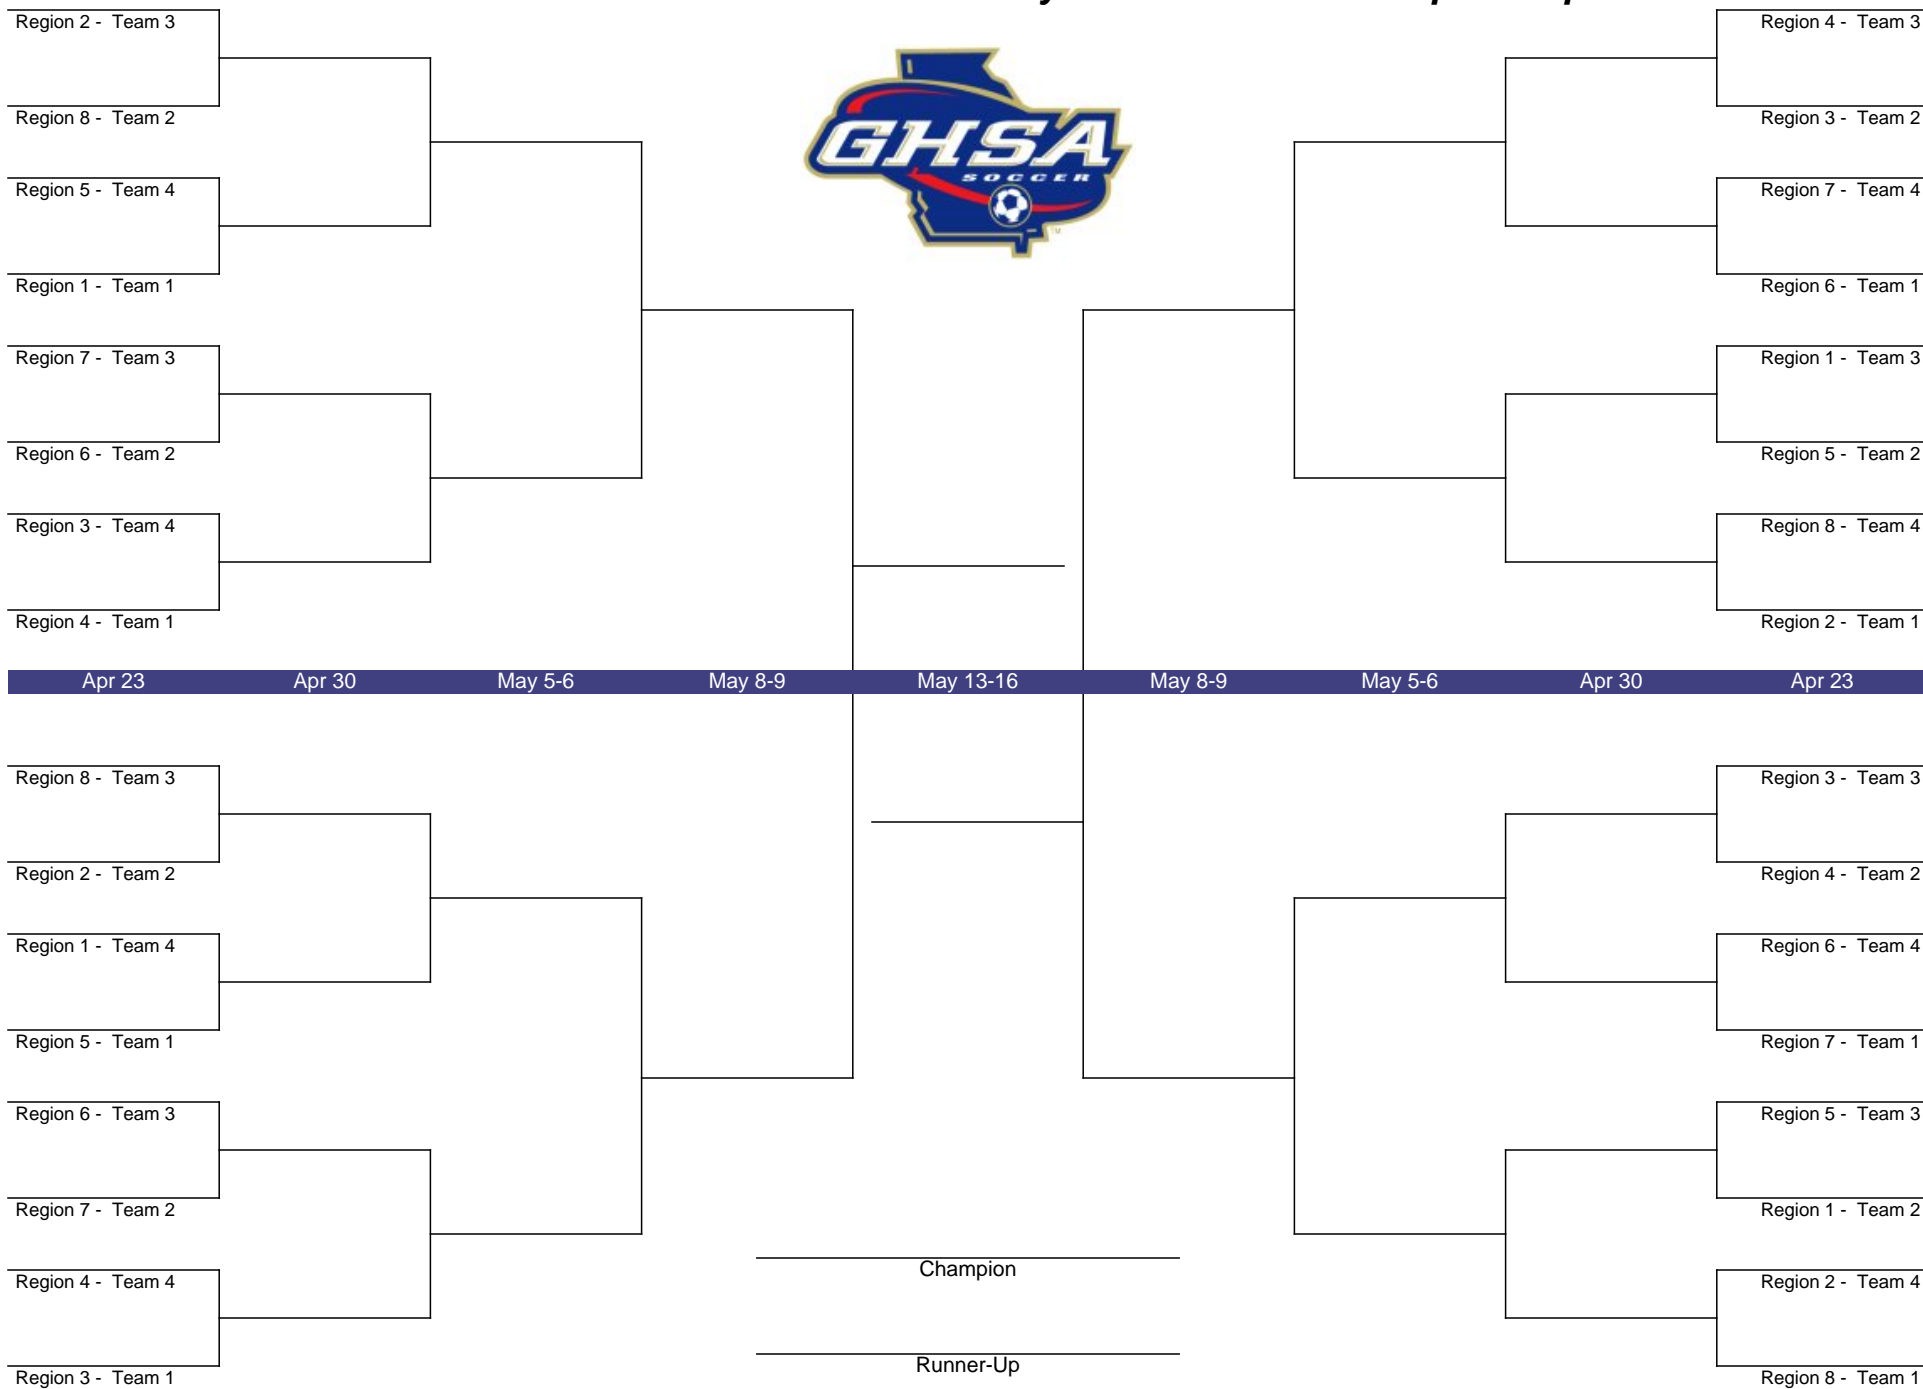 Region 2 - Team 3
Region 8 - Team 2
Region 5 - Team 4
Region 1 - Team 1
Region 7 - Team 3
Region 6 - Team 2
Region 3 - Team 4
Region 4 - Team 1
GHSA
SOCCER
TM
Region 4 - Team 3
Region 3 - Team 2
Region 7 - Team 4
Region 6 - Team 1
Region 1 - Team 3
Region 5 - Team 2
Region 8 - Team 4
Region 2 - Team 1
Apr 23 Apr 30 May 5-6 May 8-9 May 13-16 May 8-9 May 5-6 Apr 30 Apr 23
Region 8 - Team 3
Region 2 - Team 2
Region 1 - Team 4
Region 5 - Team 1
Region 6 - Team 3
Region 7 - Team 2
Region 4 - Team 4
Region 3 - Team 1
Champion
Runner-Up
Region 3 - Team 3
Region 4 - Team 2
Region 6 - Team 4
Region 7 - Team 1
Region 5 - Team 3
Region 1 - Team 2
Region 2 - Team 4
Region 8 - Team 1